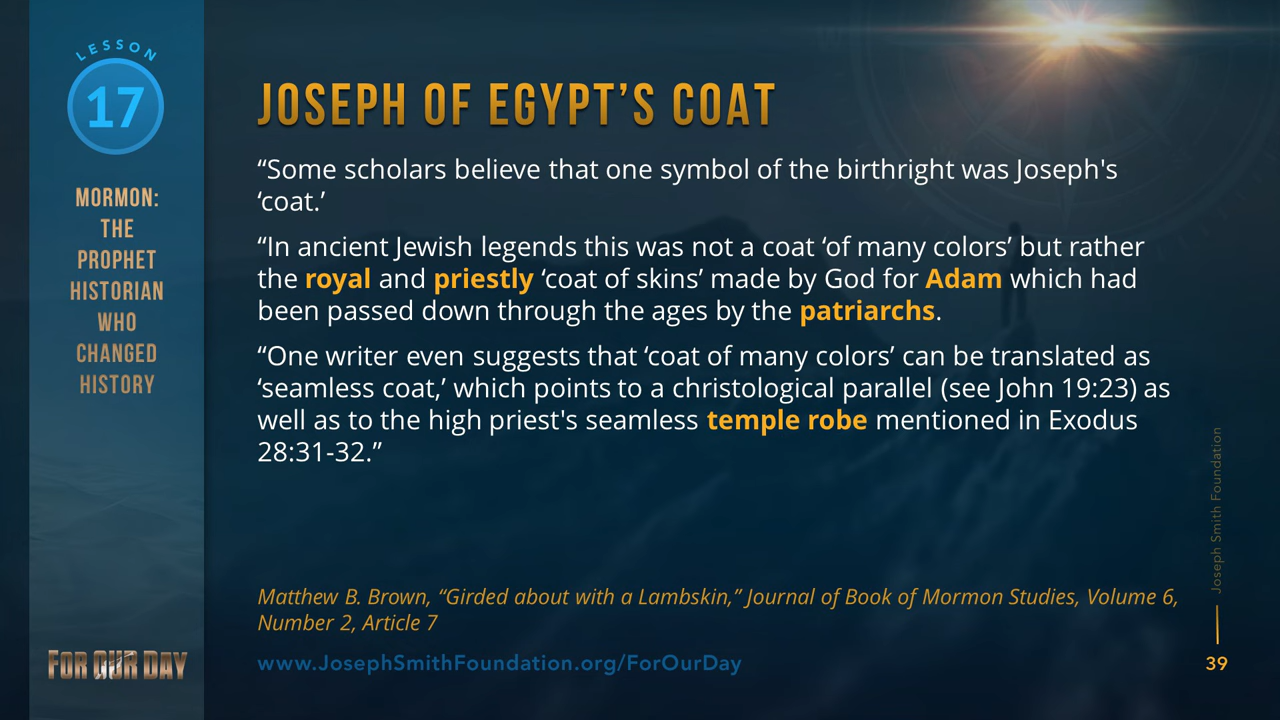 LESSON
17
MORMON:
THE
PROPHET
HISTORIAN
WHO
CHANGED
HISTORY
FOR OUR DAY
JOSEPH OF EGYPT’S COAT
“Some scholars believe that one symbol of the birthright was Joseph's
‘coat.’
“In ancient Jewish legends this was not a coat ‘of many colors’ but rather
the royal and priestly ‘coat of skins’ made by God for Adam which had
been passed down through the ages by the patriarchs.
“One writer even suggests that ‘coat of many colors’ can be translated as
‘seamless coat,’ which points to a christological parallel (see John 19:23) as
well as to the high priest's seamless temple robe mentioned in Exodus
28:31-32.”
Matthew B. Brown, “Girded about with a Lambskin,” Journal of Book of Mormon Studies, Volume 6,
Number 2, Article 7
www.JosephSmithFoundation.org/ForOurDay
Joseph Smith Foundation
39